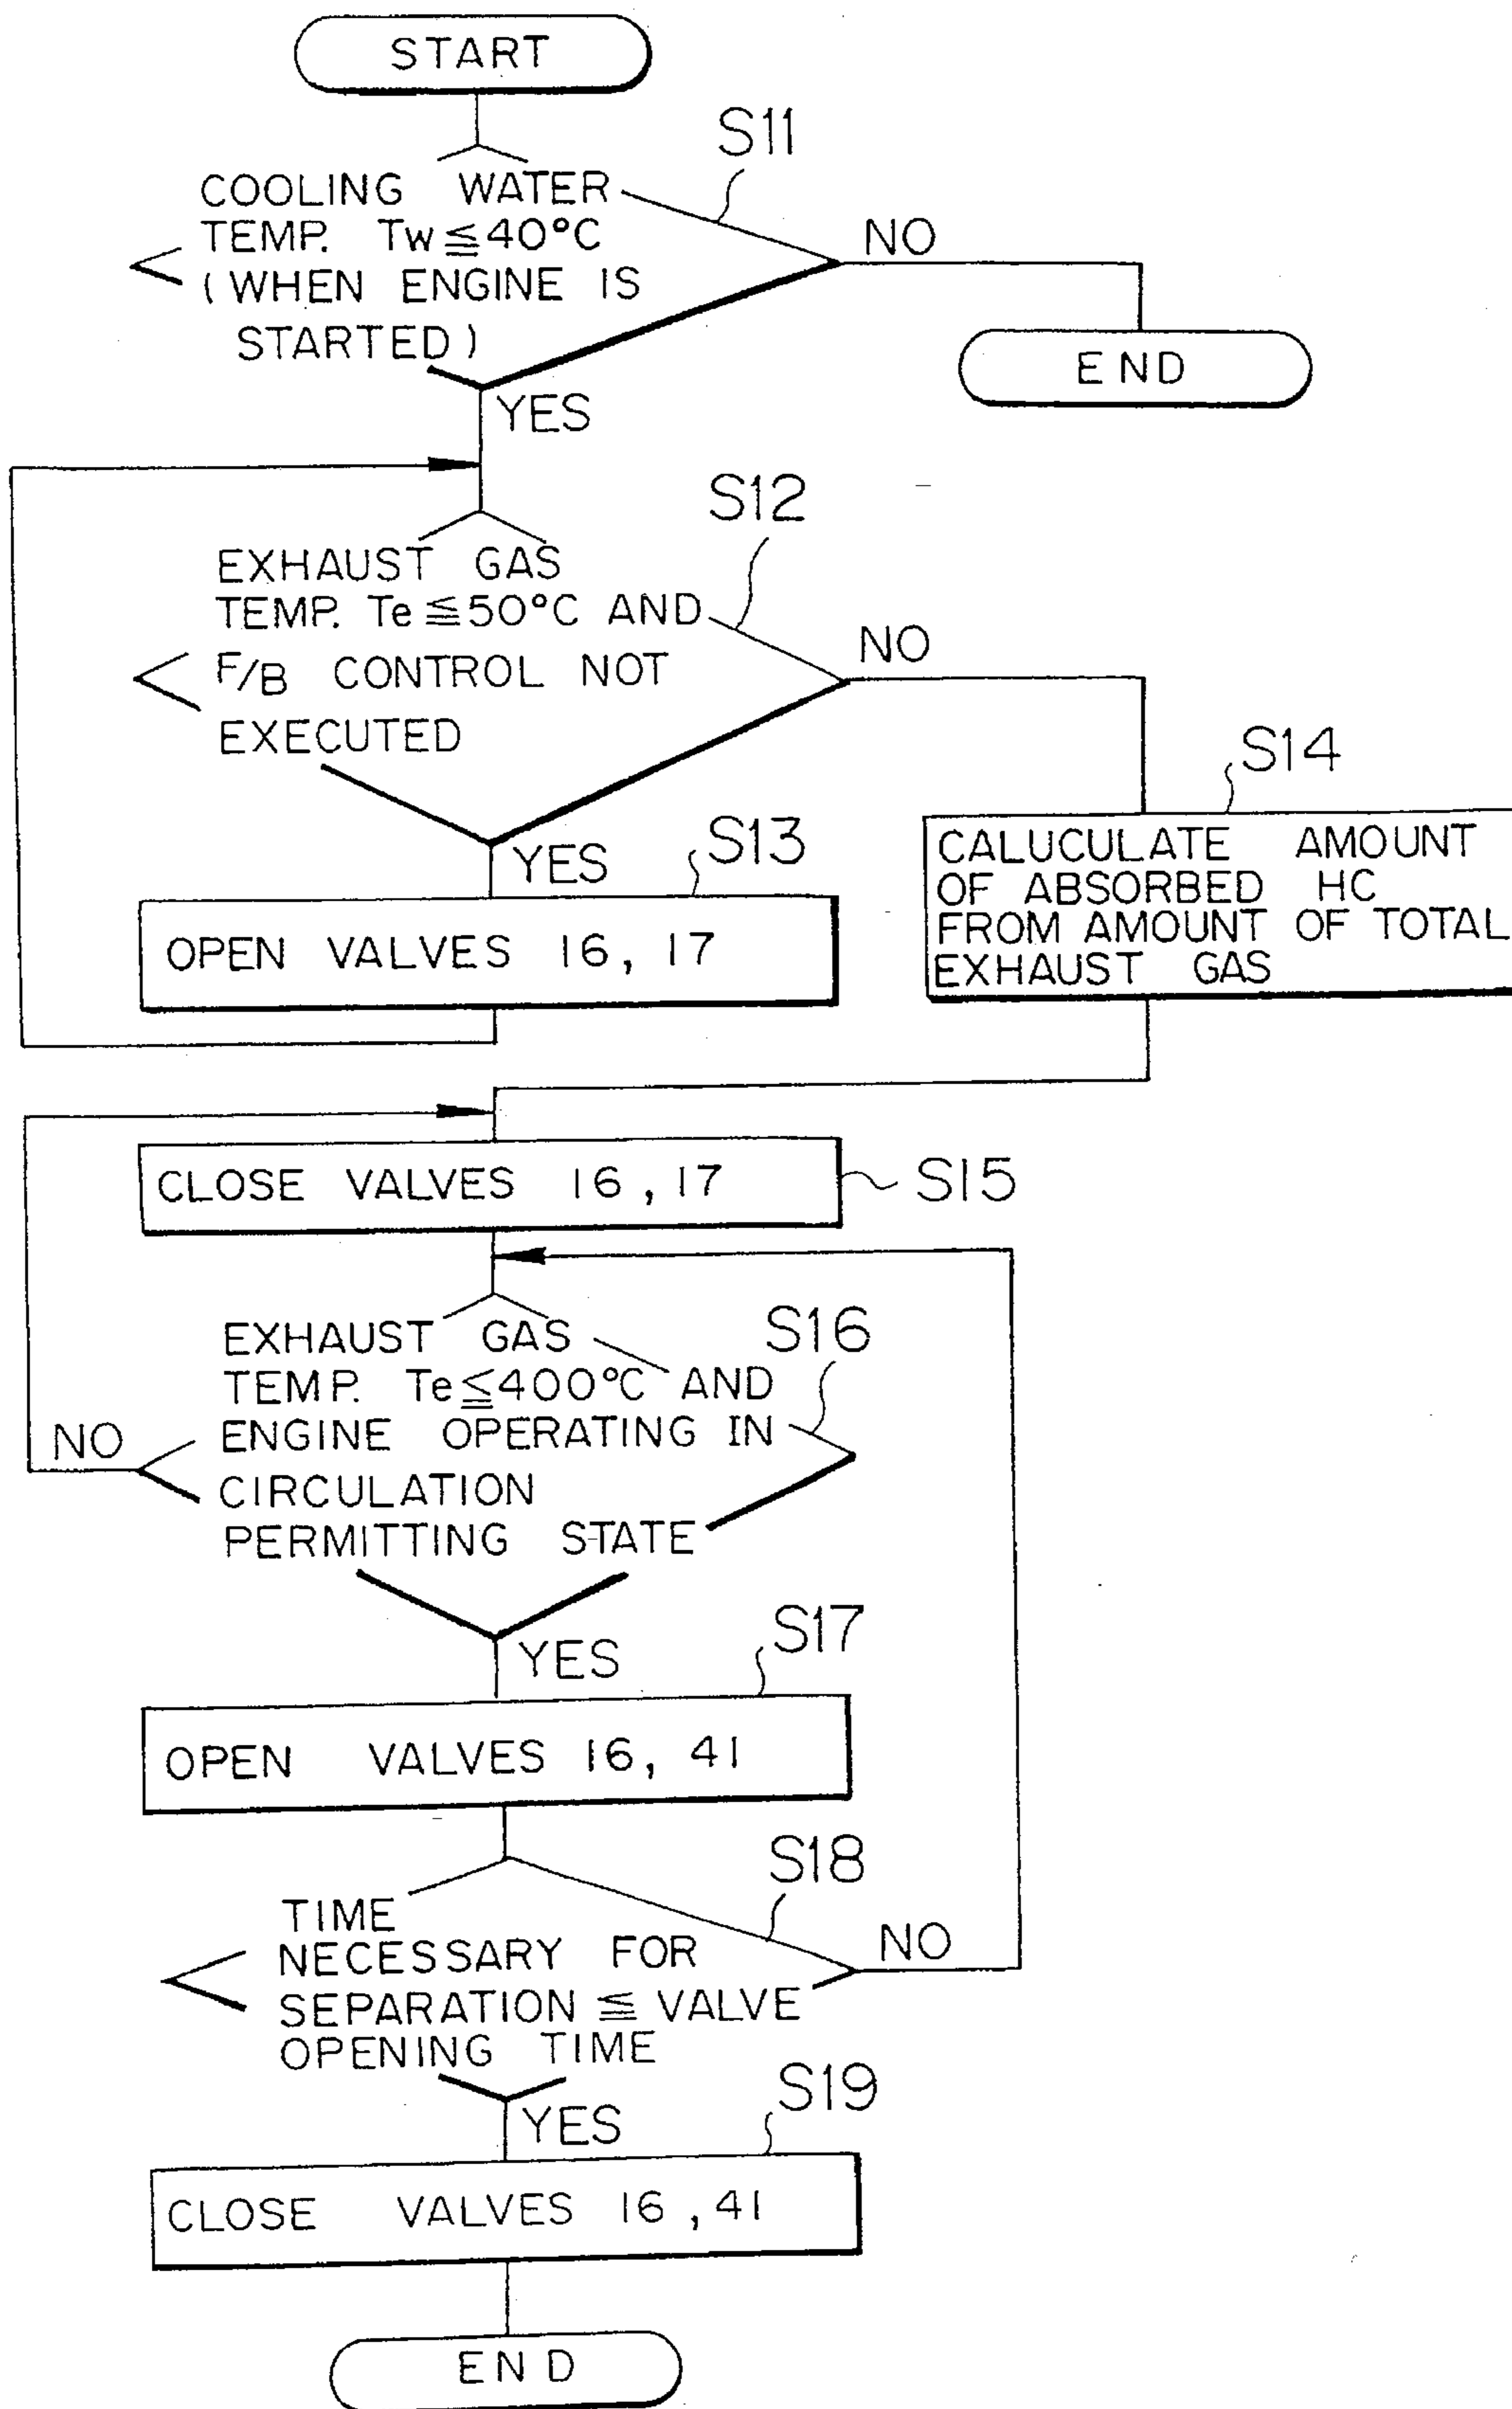 START
S11
COOLING WATER
TEMP. Tw≦40°C
(WHEN ENGINE IS
STARTED)
NO
END
YES
S12
EXHAUST GAS
TEMP. Te≦50°C AND
F/B CONTROL NOT
EXECUTED
NO
YES
S13
OPEN VALVES 16, 17
S14
CALUCULATE AMOUNT
OF ABSORBED HC
FROM AMOUNT OF TOTAL
EXHAUST GAS
CLOSE VALVES 16, 17
S15
S16
EXHAUST GAS
TEMP. Te≦400°C AND
ENGINE OPERATING IN
CIRCULATION
PERMITTING STATE
NO
YES
S17
OPEN VALVES 16, 41
S18
TIME
NECESSARY FOR
SEPARATION ≦ VALVE
OPENING TIME
NO
YES
S19
CLOSE VALVES 16, 41
END